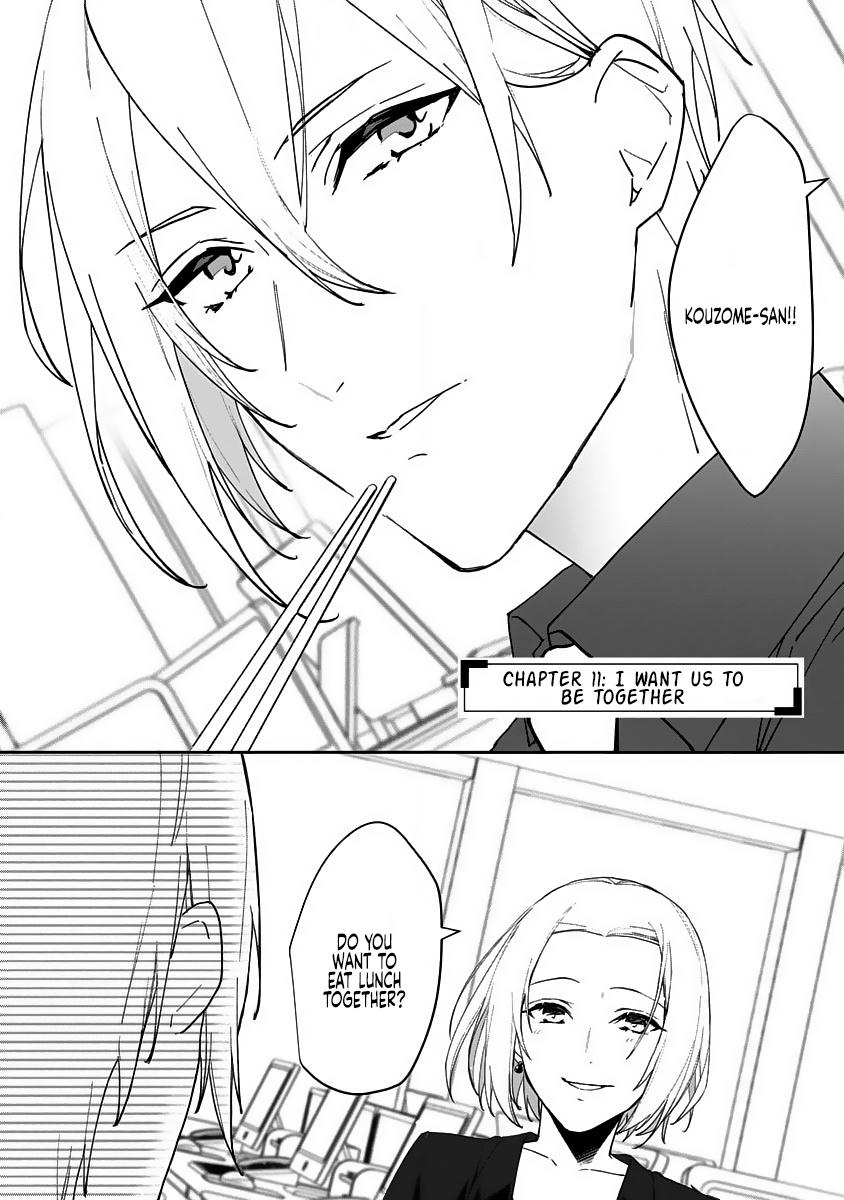 KOUZOME-SAN!!
CHAPTER 11: I WANT US TO
BE TOGETHER
DO YOU
WANT TO
EAT LUNCH
TOGETHER?